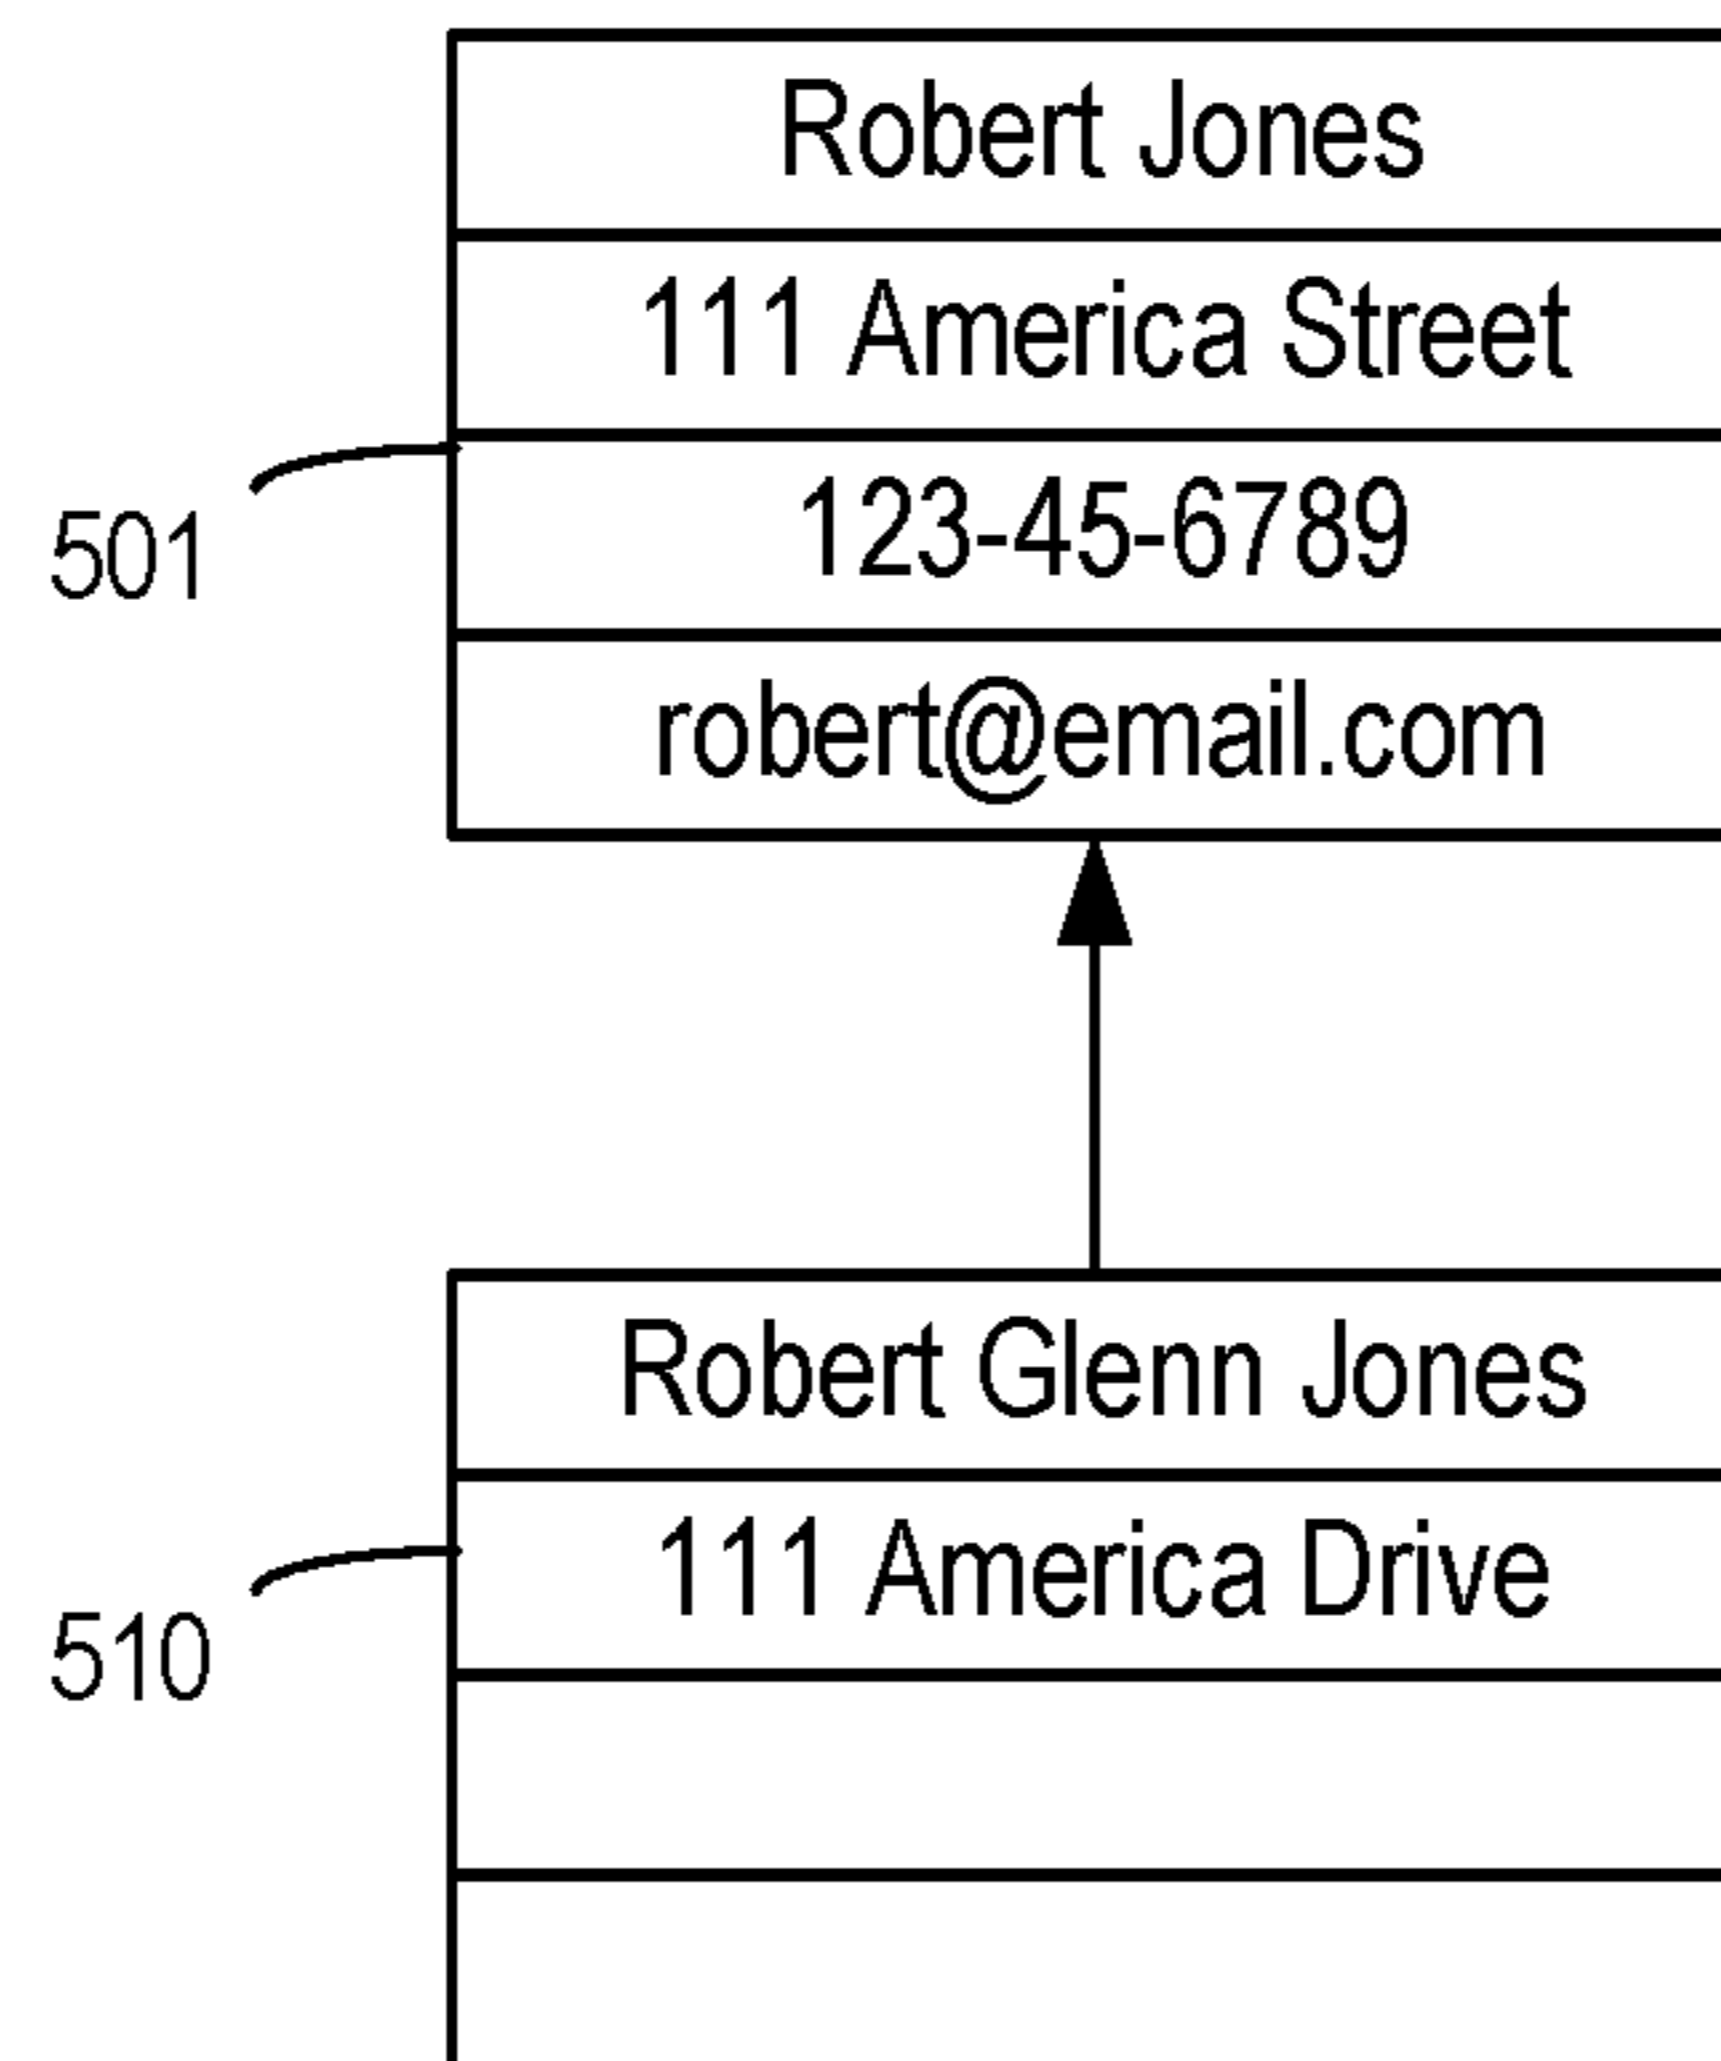 Robert Jones
111 America Street
123-45-6789
501
robert@email.com
Robert Glenn Jones
111 America Drive
510